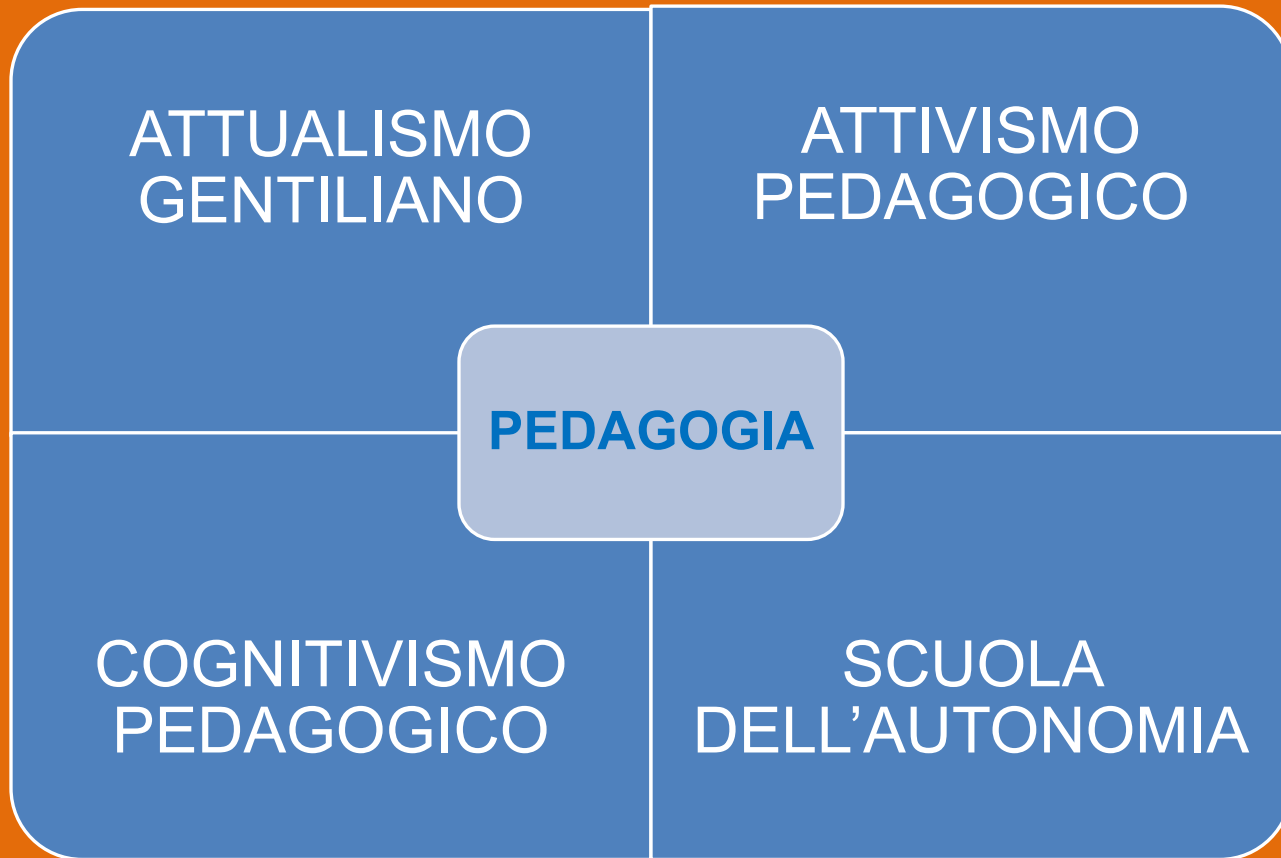 ATTUALISMO
GENTILIANO
ATTIVISMO
PEDAGOGICO
PEDAGOGIA
COGNITIVISMO
PEDAGOGICO
SCUOLA
DELL’AUTONOMIA